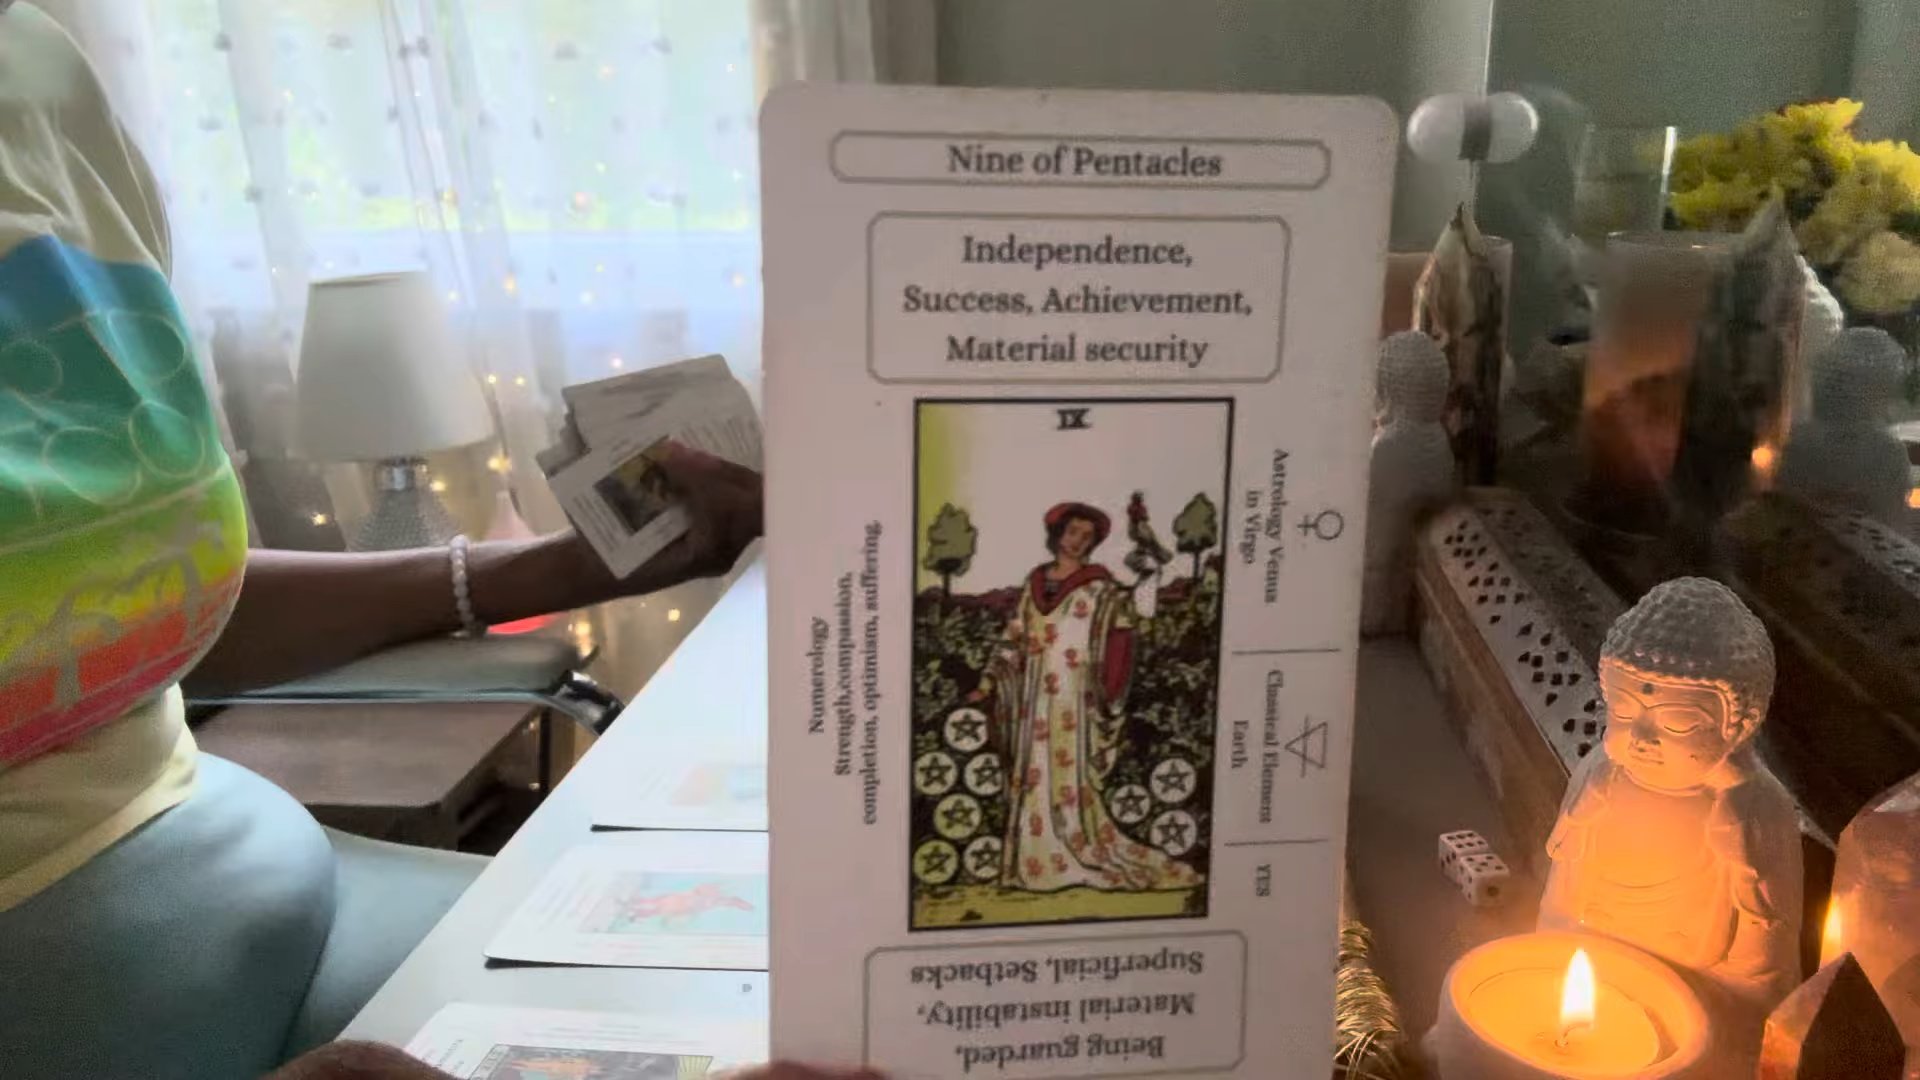 Nine of Pentacles
Independence,
Success, Achievement,
Material security
IX
Numerology
Strength,compassion,
completion, optimism, suffering,
Astrology Venus
in Virgo
Classical Element
Earth
YES
Being guarded,
Material instability,
Superficial, Setbacks